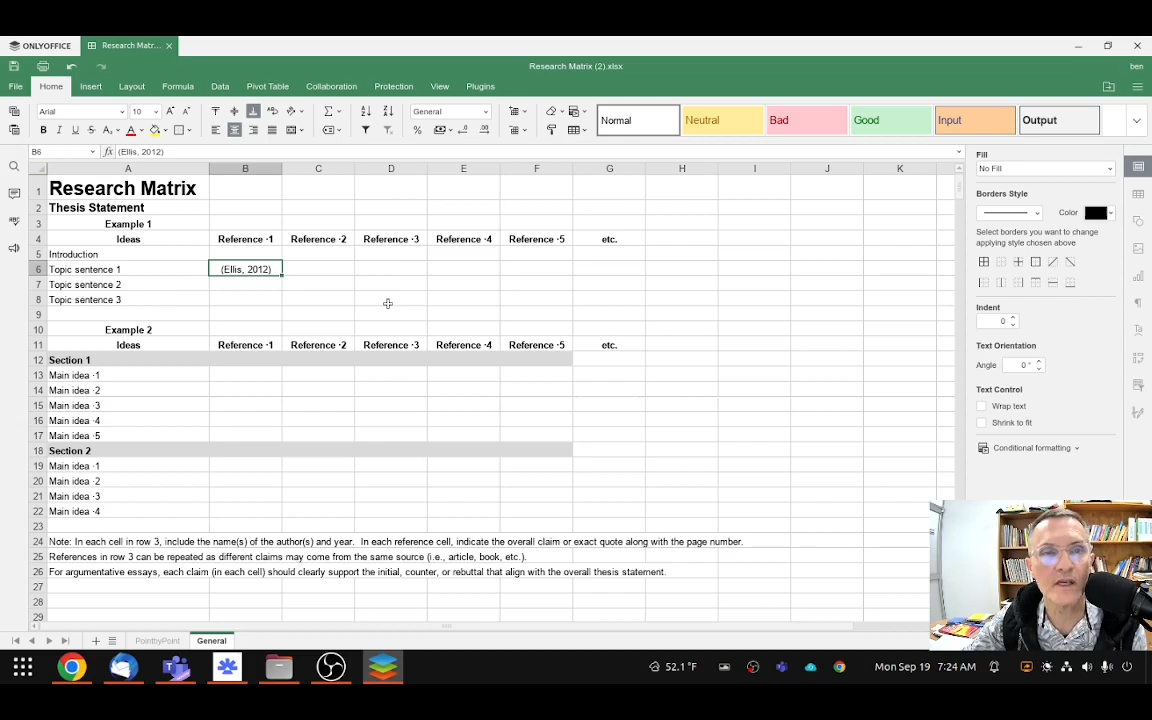 ONLYOFFICE
Research Matr... ×
Research Matrix (2).xlsx
ben
File Home Insert Layout Formula Data Pivot Table Collaboration Protection View Plugins
Arial 10 General
Normal Neutral Bad Good Input Output
B6 (Ellis, 2012)
A B C D E F G H I J K
1 Research Matrix
2 Thesis Statement
3 Example 1
4 Ideas Reference ·1 Reference ·2 Reference ·3 Reference ·4 Reference ·5 etc.
5 Introduction
6 Topic sentence 1 (Ellis, 2012)
7 Topic sentence 2
8 Topic sentence 3
9
10 Example 2
11 Ideas Reference ·1 Reference ·2 Reference ·3 Reference ·4 Reference ·5 etc.
12 Section 1
13 Main idea ·1
14 Main idea ·2
15 Main idea ·3
16 Main idea ·4
17 Main idea ·5
18 Section 2
19 Main idea ·1
20 Main idea ·2
21 Main idea ·3
22 Main idea ·4
23
24 Note: In each cell in row 3, include the name(s) of the author(s) and year. In each reference cell, indicate the overall claim or exact quote along with the page number.
25 References in row 3 can be repeated as different claims may come from the same source (i.e., article, book, etc.).
26 For argumentative essays, each claim (in each cell) should clearly support the initial, counter, or rebuttal that align with the overall thesis statement.
27
28
29
Fill
No Fill
Borders Style
Color
Select borders you want to change
applying style chosen above
Indent
0
Text Orientation
Angle 0 °
Text Control
Wrap text
Shrink to fit
Conditional formatting
PointbyPoint General
52.1 °F Mon Sep 19 7:24 AM